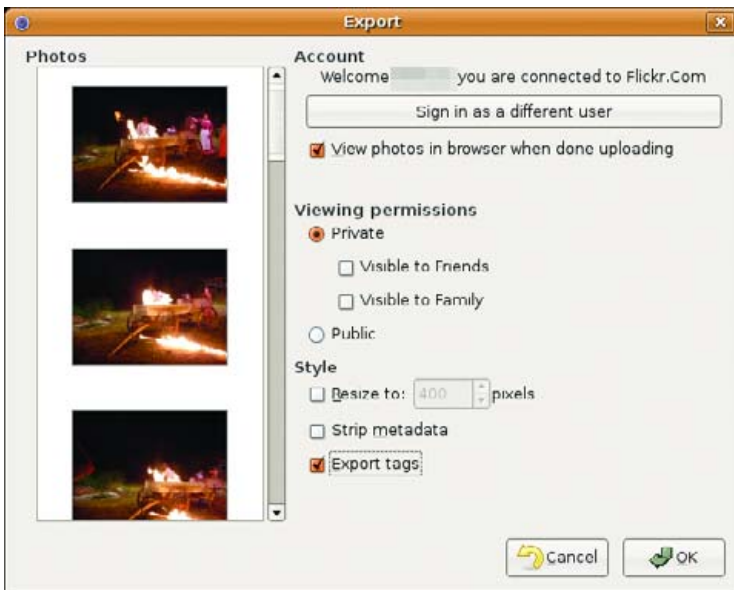 Export
Photos
Account
Welcome you are connected to Flickr.Com
Sign in as a different user
View photos in browser when done uploading
Viewing permissions
Private
Visible to Friends
Visible to Family
Public
Style
Resize to: 400 pixels
Strip metadata
Export tags
Cancel
OK